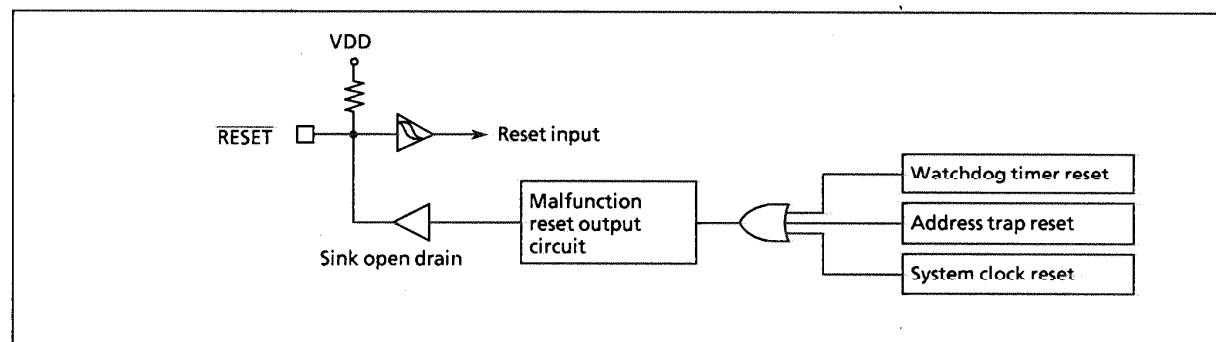 VDD
R̅E̅S̅E̅T̅
Reset input
Sink open drain
Malfunction
reset output
circuit
Watchdog timer reset
Address trap reset
System clock reset